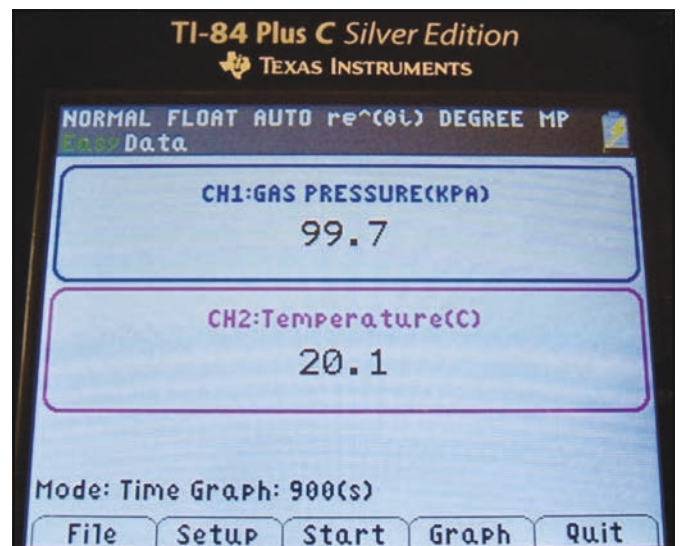 TI-84 Plus C Silver Edition
TEXAS INSTRUMENTS
NORMAL FLOAT AUTO re^(θi) DEGREE MP
EasyData
CH1:GAS PRESSURE(KPA)
99.7
CH2:Temperature(C)
20.1
Mode: Time Graph: 900(s)
File Setup Start Graph Quit